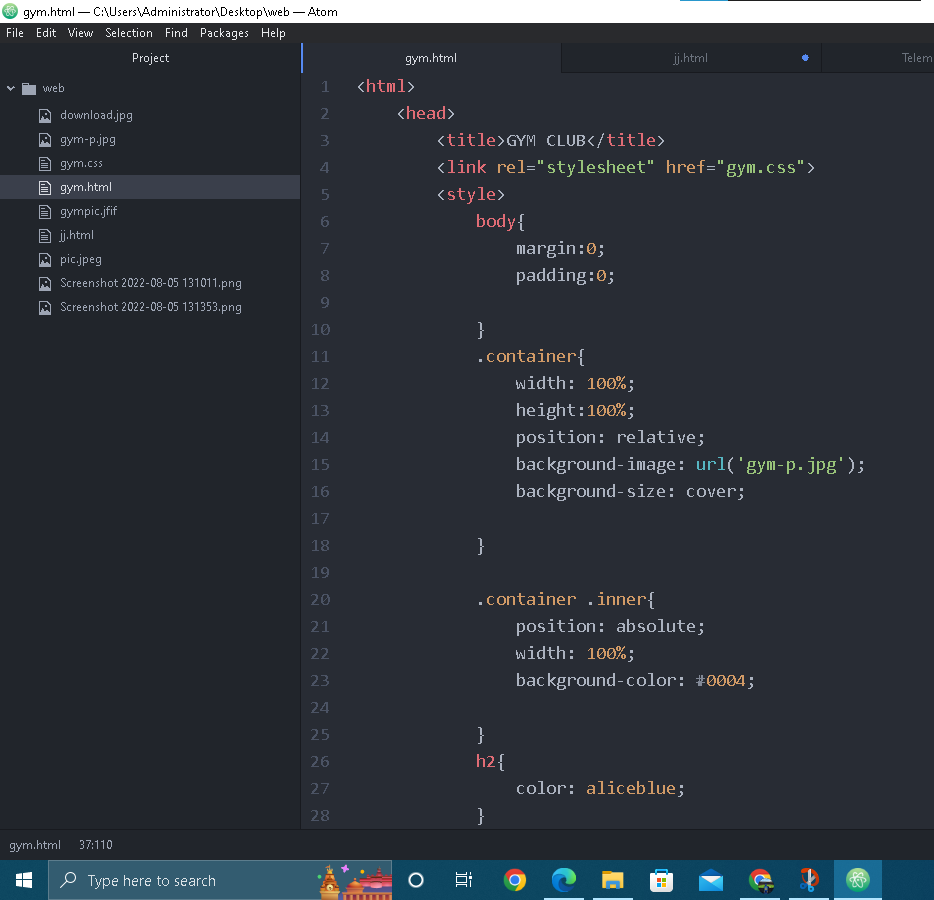 gym.html — C:\Users\Administrator\Desktop\web — Atom
File Edit View Selection Find Packages Help
Project
gym.html
jj.html
Telem
web
download.jpg
gym-p.jpg
gym.css
gym.html
gympic.jfif
jj.html
pic.jpeg
Screenshot 2022-08-05 131011.png
Screenshot 2022-08-05 131353.png
1 <html>
2 <head>
3 <title>GYM CLUB</title>
4 <link rel="stylesheet" href="gym.css">
5 <style>
6 body{
7 margin:0;
8 padding:0;
9
10 }
11 .container{
12 width: 100%;
13 height:100%;
14 position: relative;
15 background-image: url('gym-p.jpg');
16 background-size: cover;
17
18 }
19
20 .container .inner{
21 position: absolute;
22 width: 100%;
23 background-color: #0004;
24
25 }
26 h2{
27 color: aliceblue;
28 }
gym.html 37:110
Type here to search